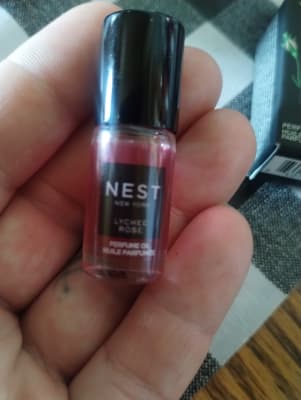 NEST
NEW YORK
LYCHEE
ROSE
PERFUME OIL
HUILE PARFUMÉE